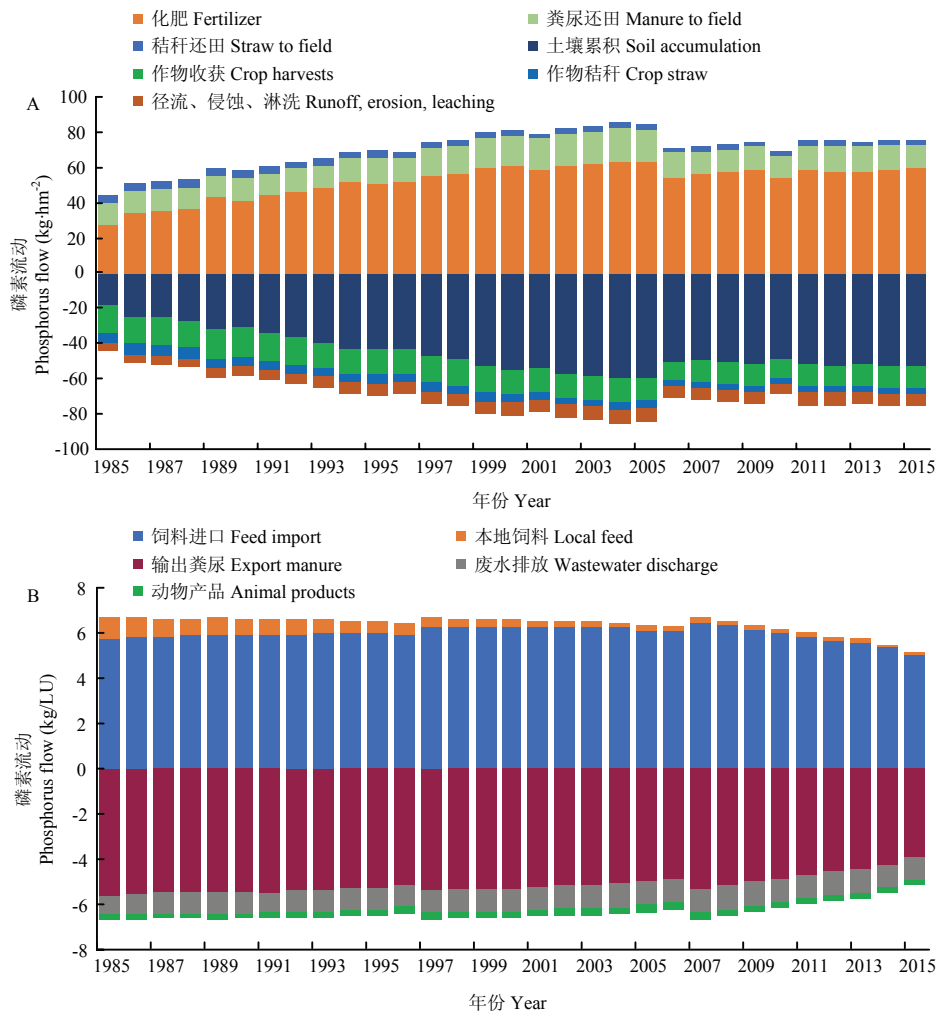 化肥 Fertilizer
粪尿还田 Manure to field
秸秆还田 Straw to field
土壤累积 Soil accumulation
作物收获 Crop harvests
作物秸秆 Crop straw
径流、侵蚀、淋洗 Runoff, erosion, leaching
A
100
80
60
40
20
0
-20
-40
-60
-80
-100
磷素流动
Phosphorus flow (kg·hm-2)
1985 1987 1989 1991 1993 1995 1997 1999 2001 2003 2005 2007 2009 2011 2013 2015
年份 Year
饲料进口 Feed import
本地饲料 Local feed
输出粪尿 Export manure
废水排放 Wastewater discharge
动物产品 Animal products
B
8
6
4
2
0
-2
-4
-6
-8
磷素流动
Phosphorus flow (kg/LU)
1985 1987 1989 1991 1993 1995 1997 1999 2001 2003 2005 2007 2009 2011 2013 2015
年份 Year